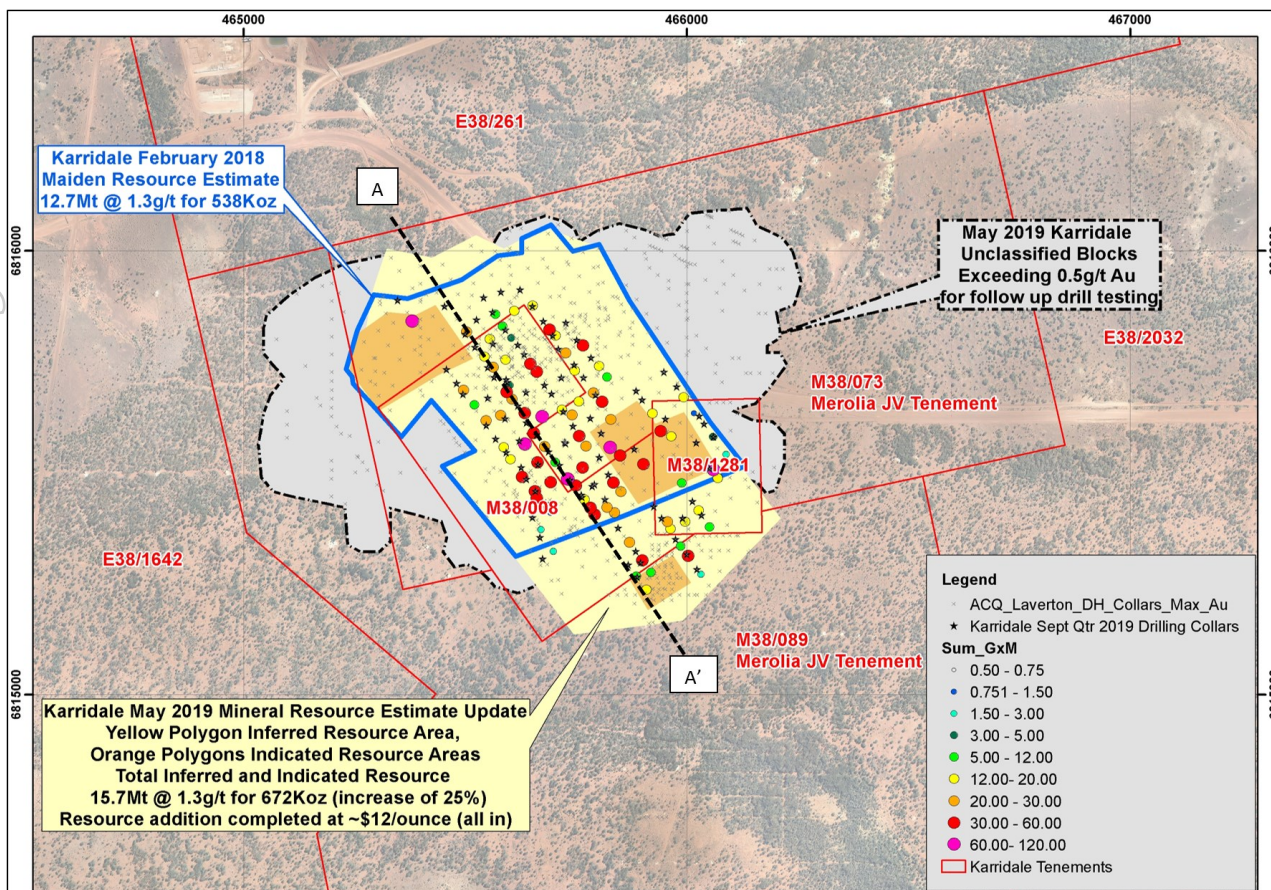 465000
466000
467000
E38/261
Karridale February 2018
Maiden Resource Estimate
12.7Mt @ 1.3g/t for 538Koz
A
6816000
May 2019 Karridale
Unclassified Blocks
Exceeding 0.5g/t Au
for follow up drill testing
E38/2032
M38/073
Merolia JV Tenement
M38/1281
M38/008
E38/1642
M38/089
Merolia JV Tenement
A'
6815000
Karridale May 2019 Mineral Resource Estimate Update
Yellow Polygon Inferred Resource Area,
Orange Polygons Indicated Resource Areas
Total Inferred and Indicated Resource
15.7Mt @ 1.3g/t for 672Koz (increase of 25%)
Resource addition completed at ~$12/ounce (all in)
Legend
ACQ_Laverton_DH_Collars_Max_Au
Karridale Sept Qtr 2019 Drilling Collars
Sum_GxM
0.50 - 0.75
0.751 - 1.50
1.50 - 3.00
3.00 - 5.00
5.00 - 12.00
12.00 - 20.00
20.00 - 30.00
30.00 - 60.00
60.00- 120.00
Karridale Tenements